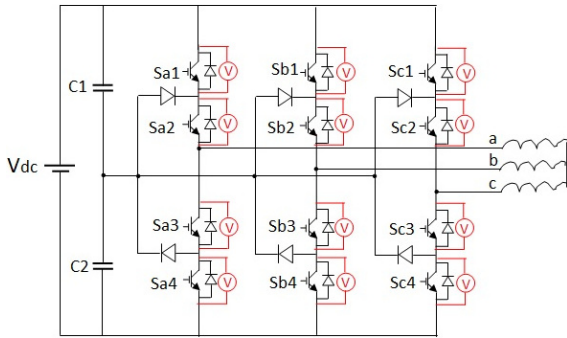 Sa1 V Sb1 V Sc1 V
C1
Sa2 V Sb2 V Sc2 V
a
Vdc
b
c
Sa3 V Sb3 V Sc3 V
C2
Sa4 V Sb4 V Sc4 V